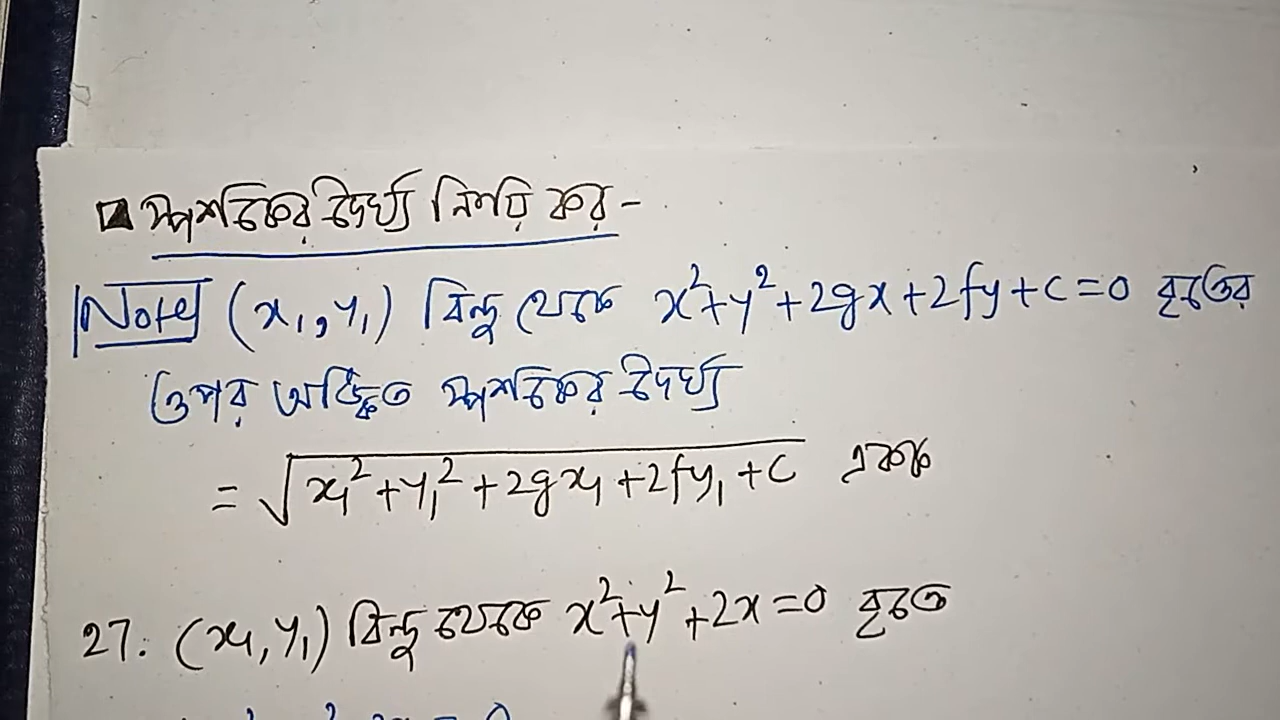 স্পর্শকের দৈর্ঘ্য নির্ণয় কর -
Note (x₁, y₁) বিন্দু থেকে x²+y²+2gx+2fy+c=0 বৃত্তের
ওপর অঙ্কিত স্পর্শকের দৈর্ঘ্য
= √(x₁²+y₁²+2gx₁+2fy₁+c) একক
27. (x₁, y₁) বিন্দু থেকে x²+y²+2x=0 বৃত্তে